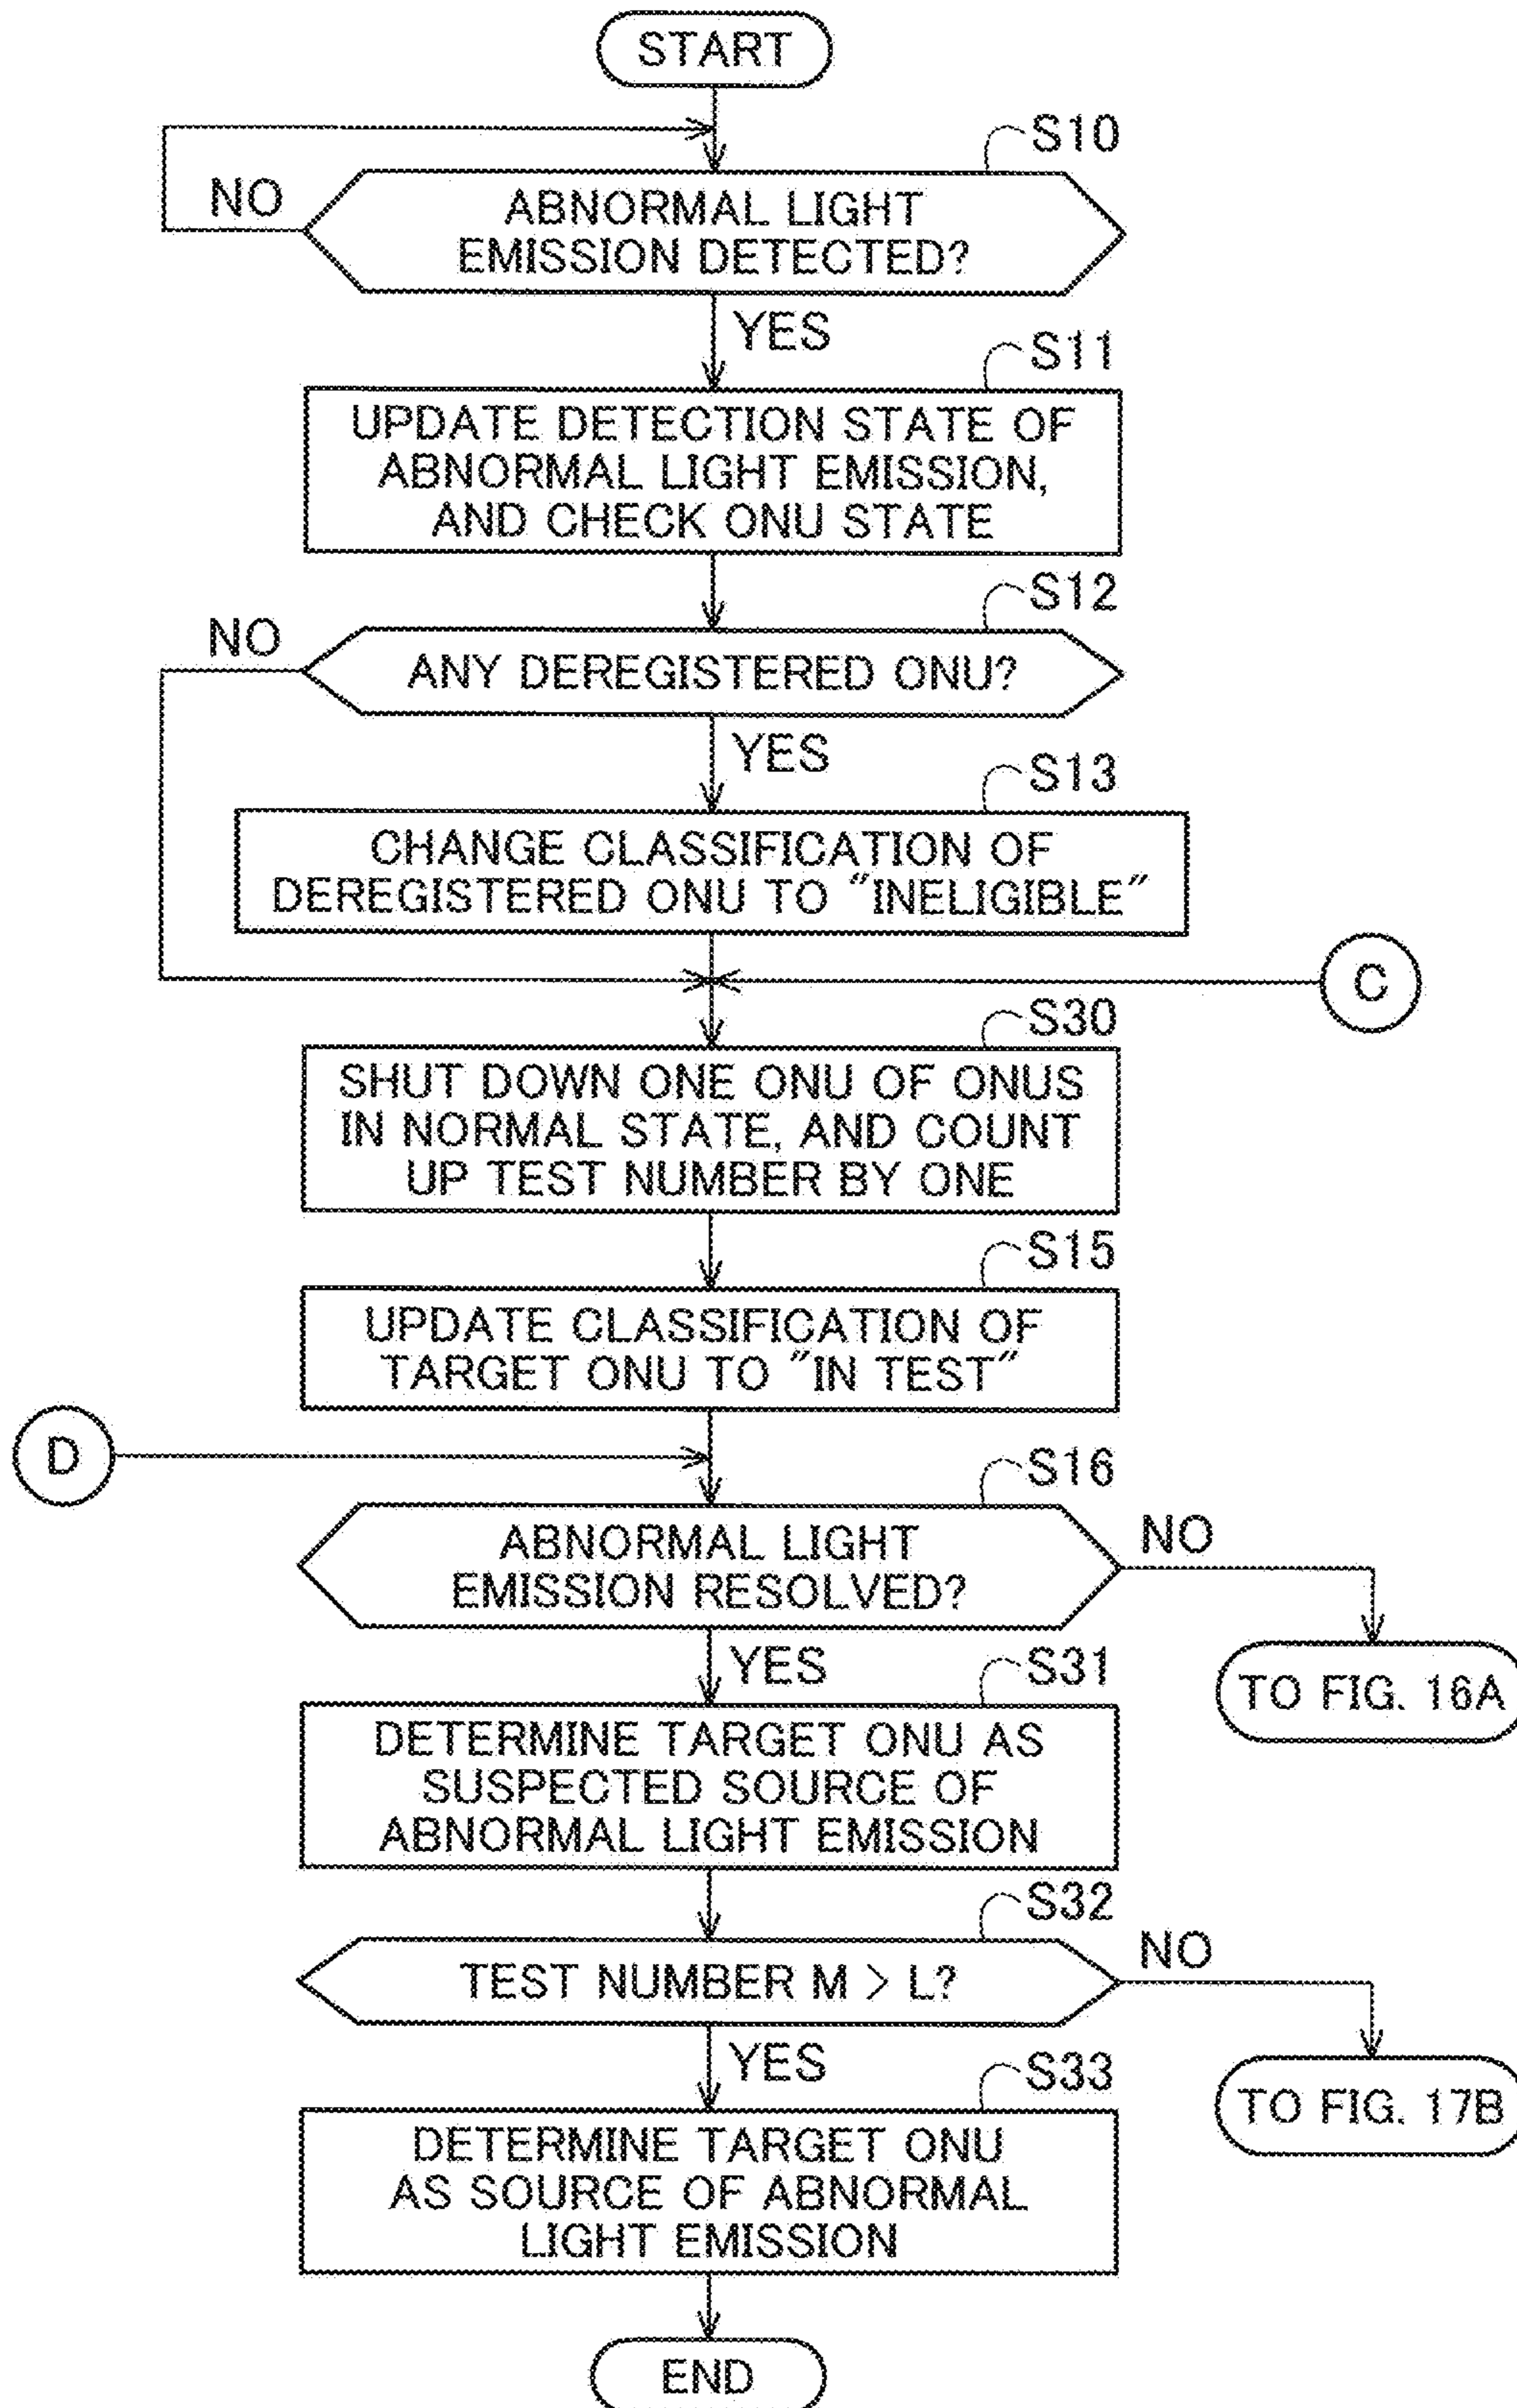 START
S10
NO
ABNORMAL LIGHT
EMISSION DETECTED?
YES
S11
UPDATE DETECTION STATE OF
ABNORMAL LIGHT EMISSION,
AND CHECK ONU STATE
S12
NO
ANY DEREGISTERED ONU?
YES
S13
CHANGE CLASSIFICATION OF
DEREGISTERED ONU TO "INELIGIBLE"
C
S30
SHUT DOWN ONE ONU OF ONUS
IN NORMAL STATE, AND COUNT
UP TEST NUMBER BY ONE
S15
UPDATE CLASSIFICATION OF
TARGET ONU TO "IN TEST"
D
S16
ABNORMAL LIGHT
EMISSION RESOLVED?
NO
TO FIG. 16A
YES
S31
DETERMINE TARGET ONU AS
SUSPECTED SOURCE OF
ABNORMAL LIGHT EMISSION
S32
TEST NUMBER M > L?
NO
TO FIG. 17B
YES
S33
DETERMINE TARGET ONU
AS SOURCE OF ABNORMAL
LIGHT EMISSION
END